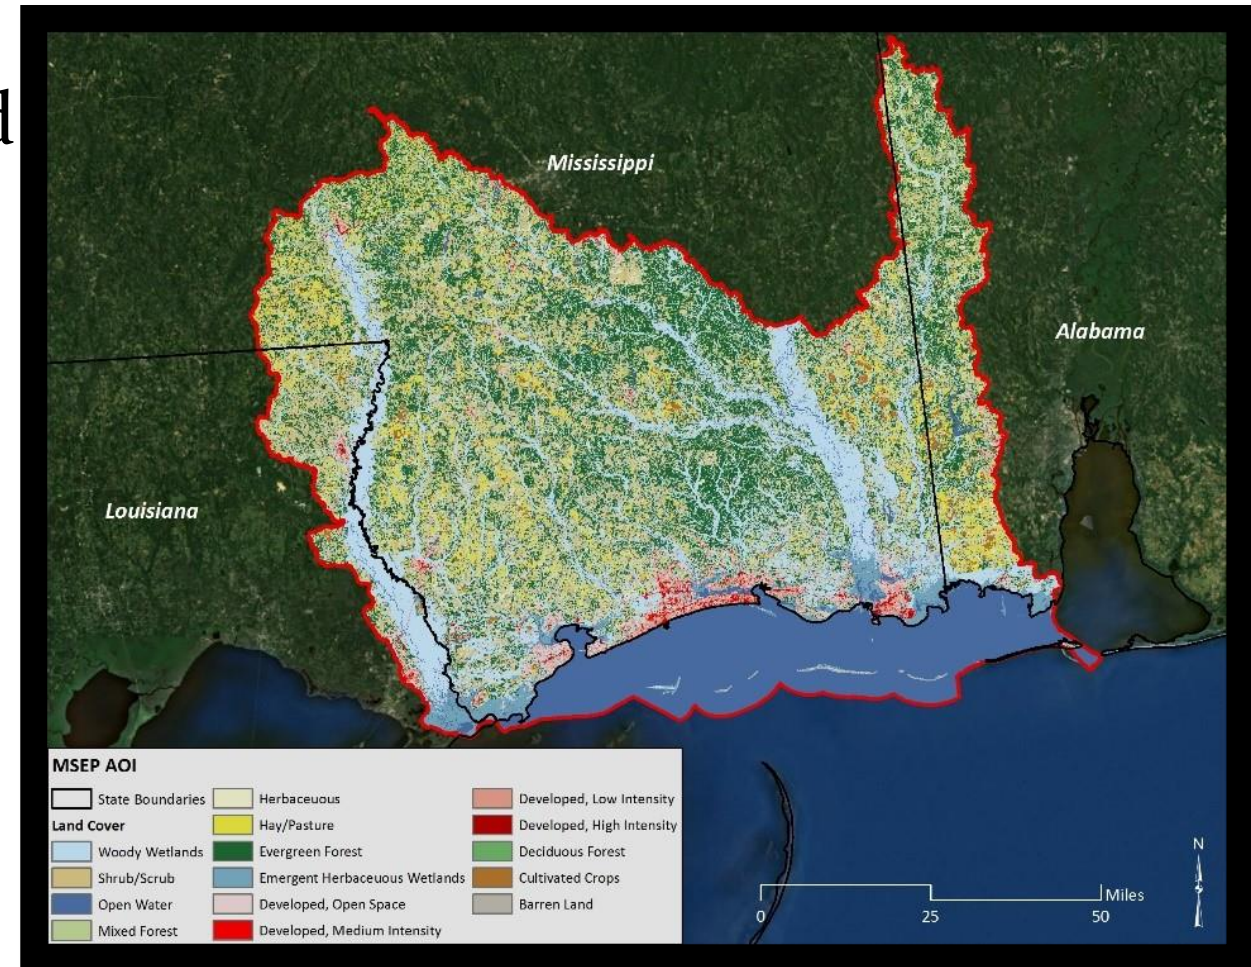 d
Mississippi
Alabama
Louisiana
MSEP AOI
State Boundaries
Land Cover
Woody Wetlands
Shrub/Scrub
Open Water
Mixed Forest
Herbaceuous
Hay/Pasture
Evergreen Forest
Emergent Herbaceuous Wetlands
Developed, Open Space
Developed, Medium Intensity
Developed, Low Intensity
Developed, High Intensity
Deciduous Forest
Cultivated Crops
Barren Land
N
Miles
0 25 50